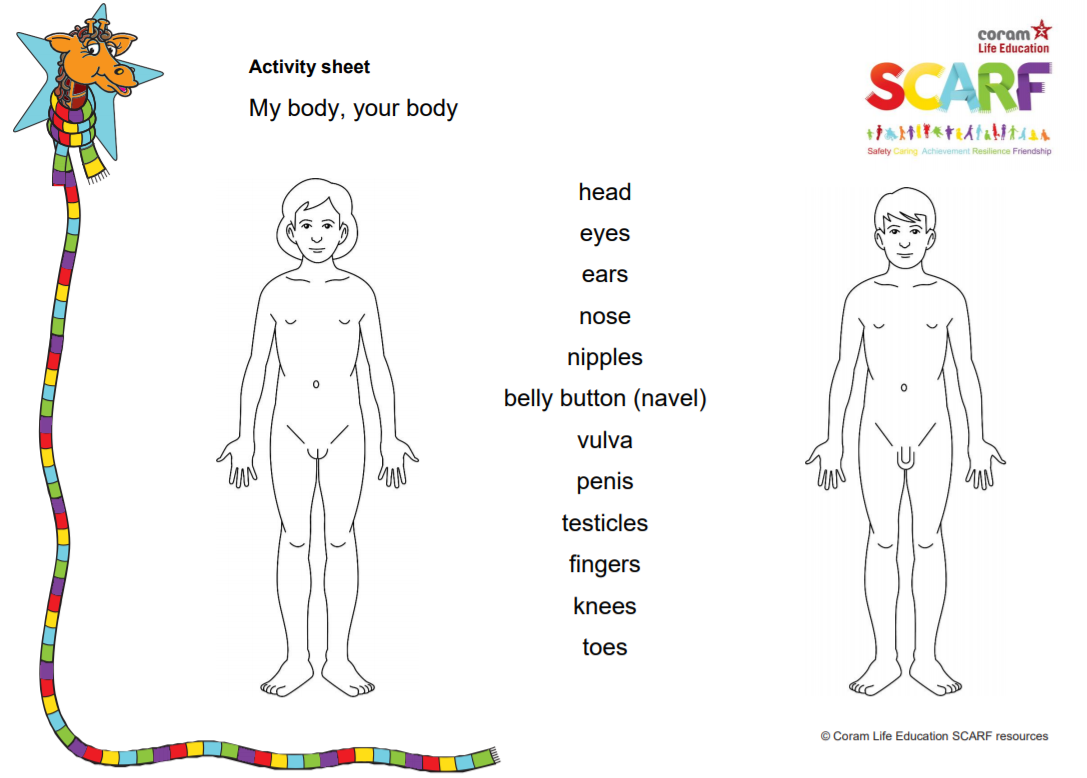 coram
Life Education
SCARF
Safety Caring Achievement Resilience Friendship
Activity sheet
My body, your body
head
eyes
ears
nose
nipples
belly button (navel)
vulva
penis
testicles
fingers
knees
toes
© Coram Life Education SCARF resources